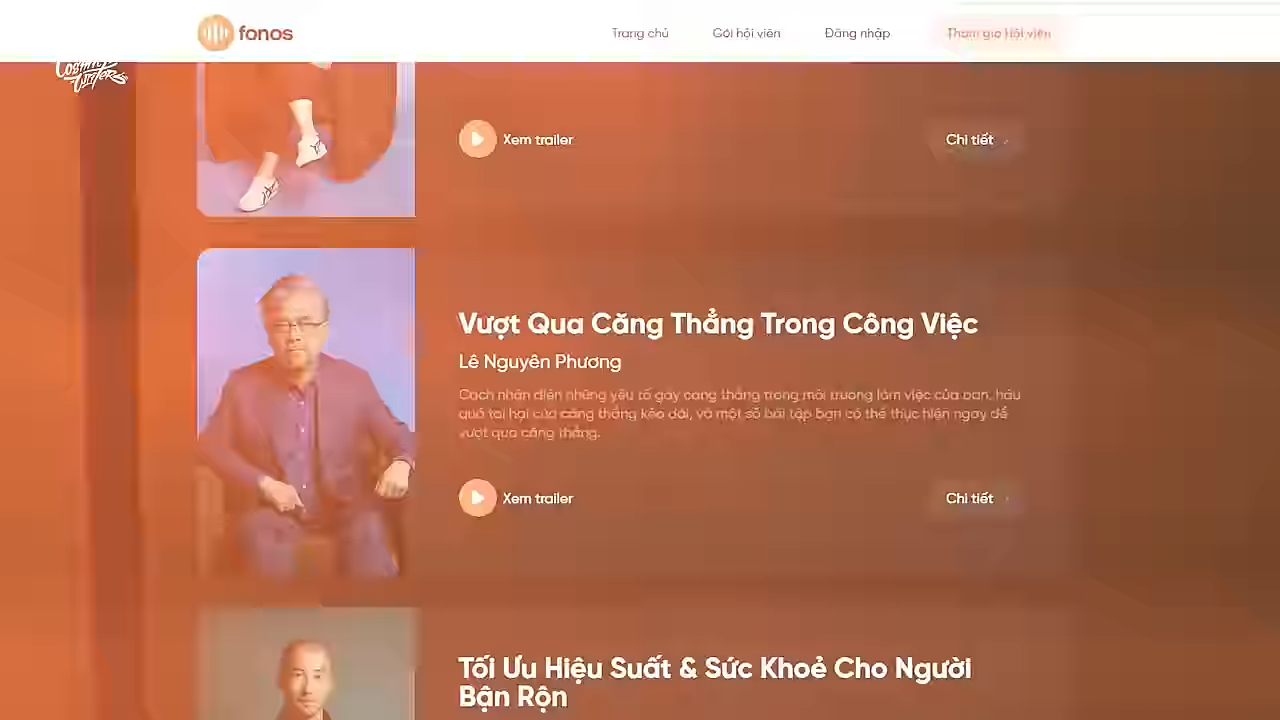 fonos
Trang chủ
Gói hội viên
Đăng nhập
Tham gia Hội viên
Cosmic
Writers
Xem trailer
Chi tiết
Vượt Qua Căng Thẳng Trong Công Việc
Lê Nguyên Phương
Cách nhận diện những yếu tố gây căng thẳng trong môi trường làm việc của bạn, hậu
quả tai hại của căng thẳng kéo dài, và một số bài tập bạn có thể thực hiện ngay để
vượt qua căng thẳng.
Xem trailer
Chi tiết
Tối Ưu Hiệu Suất & Sức Khoẻ Cho Người
Bận Rộn